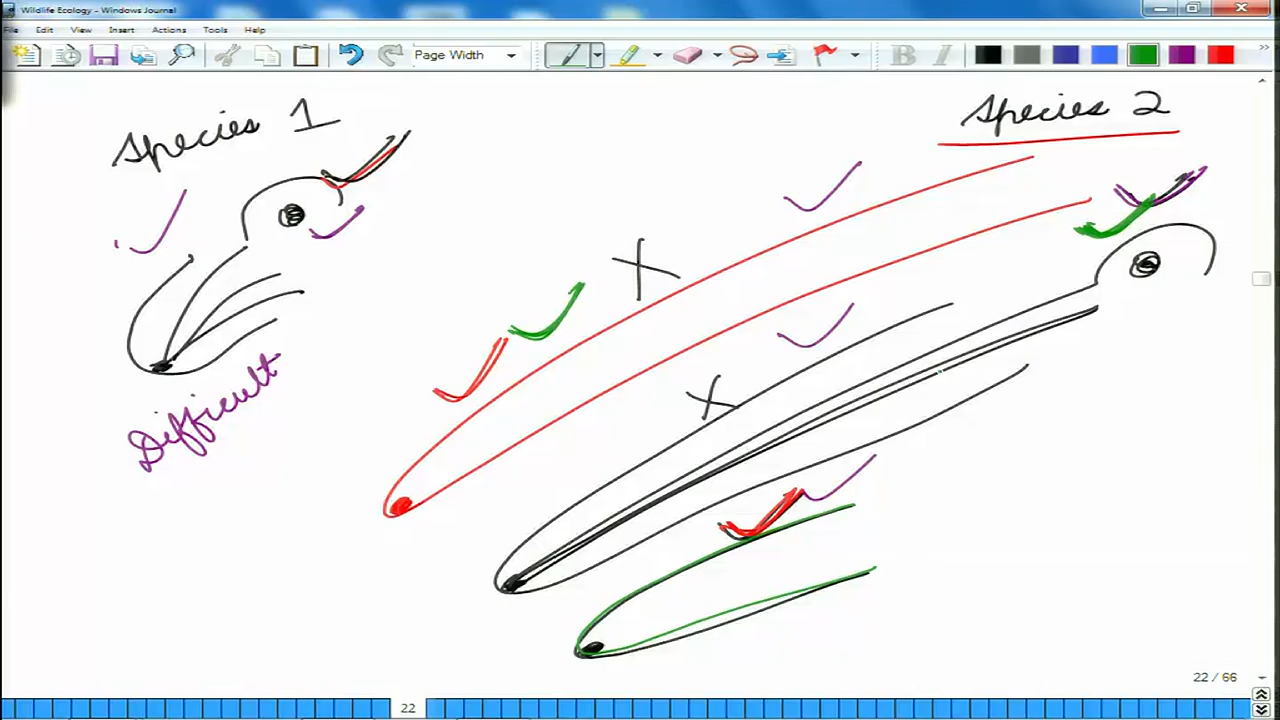 Wildlife Ecology - Windows Journal
File Edit View Insert Actions Tools Help
Page Width
B I
Species 1
Species 2
Difficult
22 / 66
22